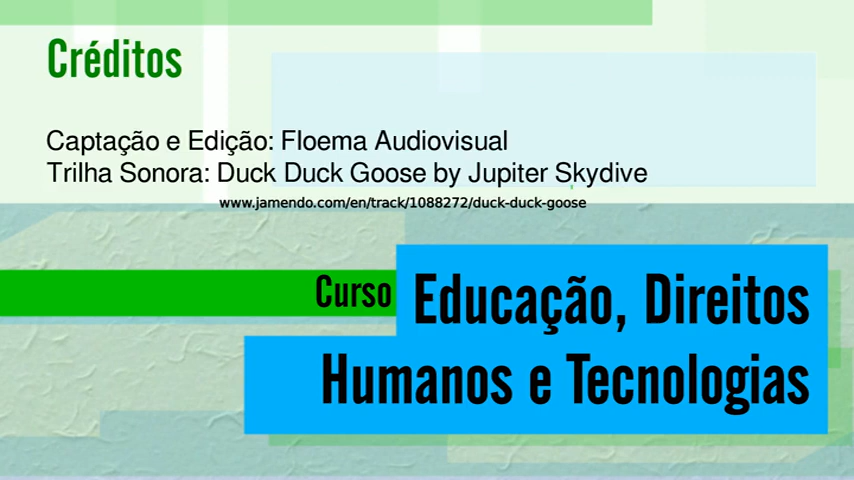 Créditos
Captação e Edição: Floema Audiovisual
Trilha Sonora: Duck Duck Goose by Jupiter Skydive
www.jamendo.com/en/track/1088272/duck-duck-goose
Curso Educação, Direitos
Humanos e Tecnologias